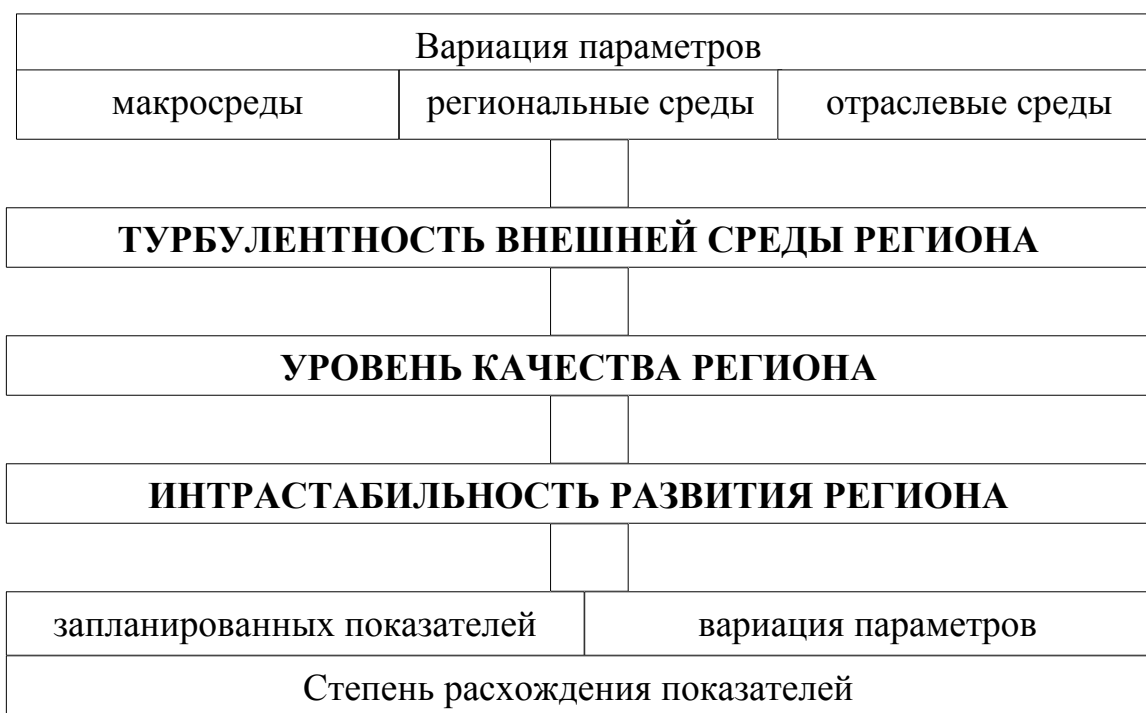 Вариация параметров
макросреды региональные среды отраслевые среды
ТУРБУЛЕНТНОСТЬ ВНЕШНЕЙ СРЕДЫ РЕГИОНА
УРОВЕНЬ КАЧЕСТВА РЕГИОНА
ИНТРАСТАБИЛЬНОСТЬ РАЗВИТИЯ РЕГИОНА
запланированных показателей вариация параметров
Степень расхождения показателей